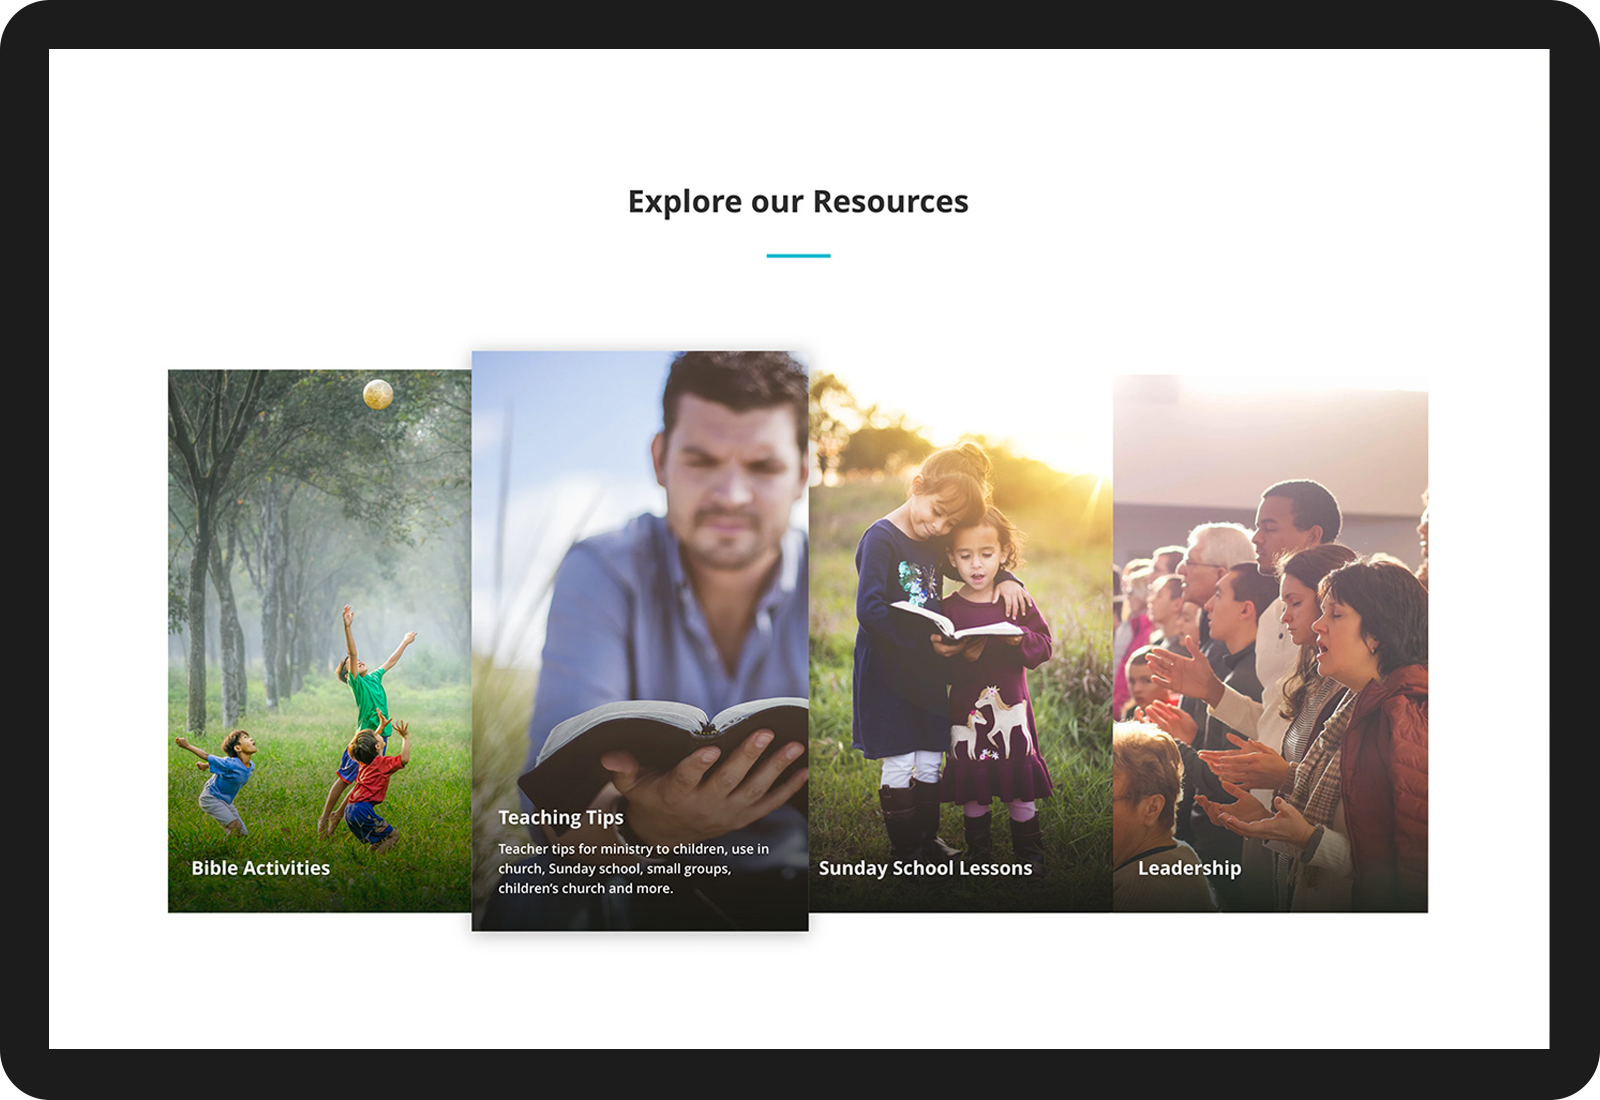 Explore our Resources
Bible Activities
Teaching Tips
Teacher tips for ministry to children, use in
church, Sunday school, small groups,
children's church and more.
Sunday School Lessons
Leadership